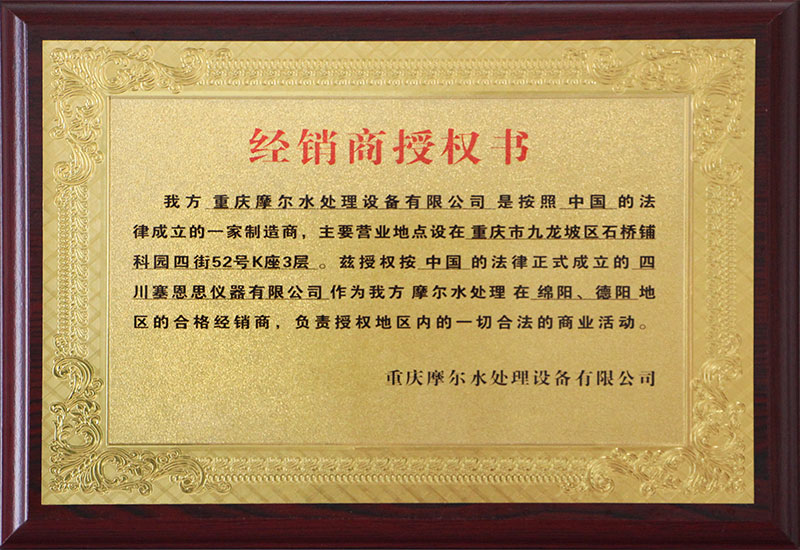 经销商授权书
我方 重庆摩尔水处理设备有限公司 是按照 中国 的法
律成立的一家制造商，主要营业地点设在重庆市九龙坡区石桥铺
科园四街52号K座3层 。兹授权按 中国 的法律正式成立的 四
川塞恩思仪器有限公司 作为我方 摩尔水处理 在 绵阳、德阳 地
区的合格经销商，负责授权地区内的一切合法的商业活动。
重庆摩尔水处理设备有限公司